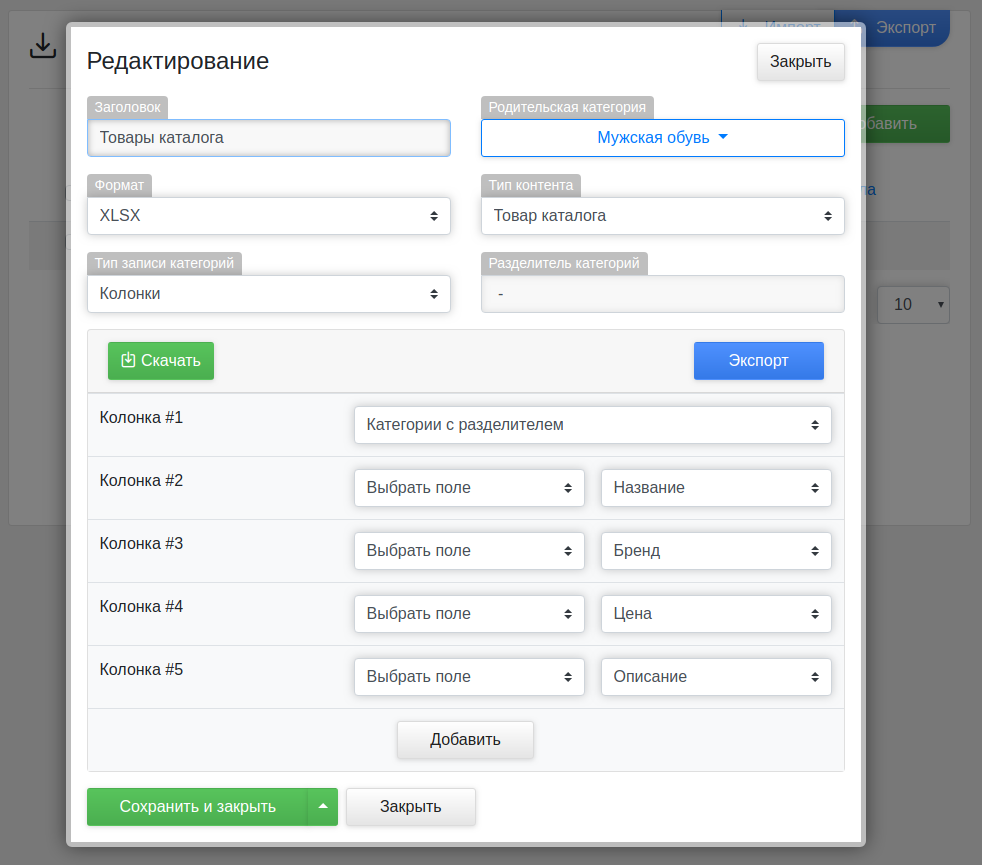 Импорт
Экспорт
Редактирование
Закрыть
Заголовок
Родительская категория
Товары каталога
Мужская обувь
Формат
Тип контента
XLSX
Товар каталога
Тип записи категорий
Разделитель категорий
Колонки
-
10
Скачать
Экспорт
Колонка #1
Категории с разделителем
Колонка #2
Выбрать поле
Название
Колонка #3
Выбрать поле
Бренд
Колонка #4
Выбрать поле
Цена
Колонка #5
Выбрать поле
Описание
Добавить
Сохранить и закрыть
Закрыть